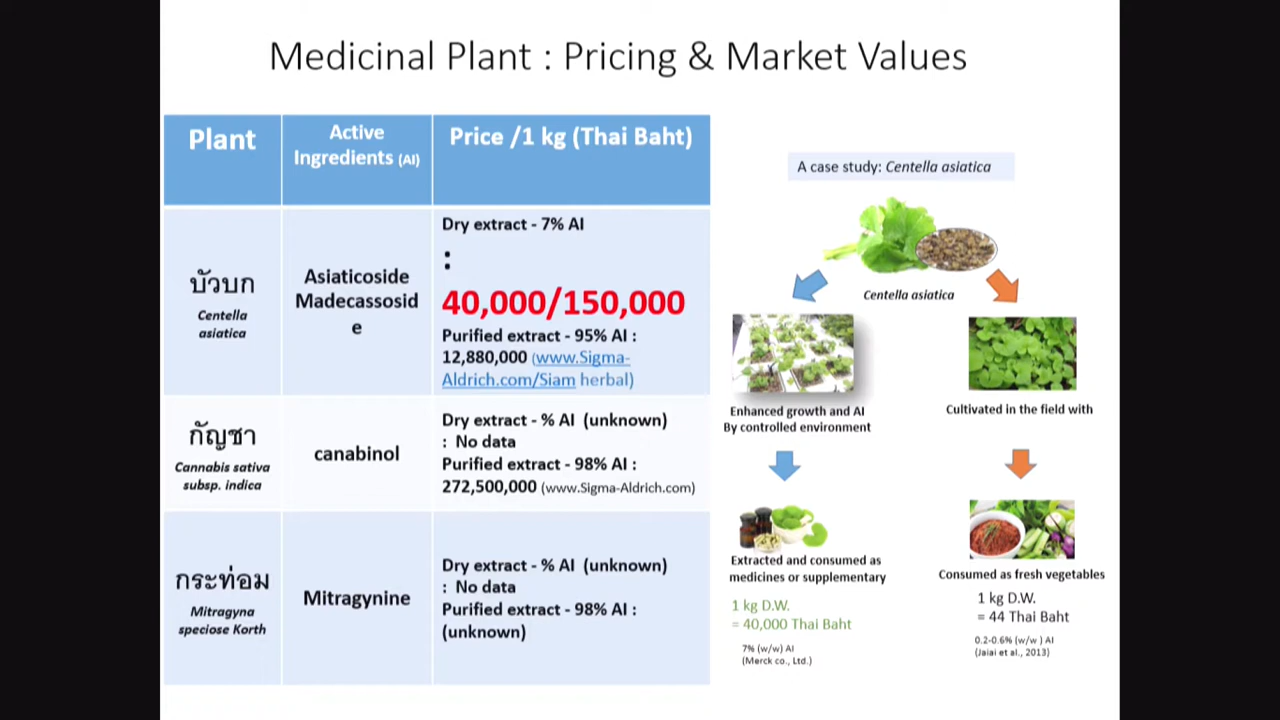 Medicinal Plant : Pricing & Market Values
Plant
Active
Ingredients (AI)
Price /1 kg (Thai Baht)
บัวบก
Centella
asiatica
Asiaticoside
Madecassosid
e
Dry extract - 7% AI
:
40,000/150,000
Purified extract - 95% AI :
12,880,000 (www.Sigma-
Aldrich.com/Siam herbal)
กัญชา
Cannabis sativa
subsp. indica
canabinol
Dry extract - % AI (unknown)
: No data
Purified extract - 98% AI :
272,500,000 (www.Sigma-Aldrich.com)
กระท่อม
Mitragyna
speciose Korth
Mitragynine
Dry extract - % AI (unknown)
: No data
Purified extract - 98% AI :
(unknown)
A case study: Centella asiatica
Centella asiatica
Enhanced growth and AI
By controlled environment
Extracted and consumed as
medicines or supplementary
1 kg D.W.
= 40,000 Thai Baht
7% (w/w) AI
(Merck co., Ltd.)
Cultivated in the field with
Consumed as fresh vegetables
1 kg D.W.
= 44 Thai Baht
0.2-0.6% (w/w ) AI
(Jaiai et al., 2013)